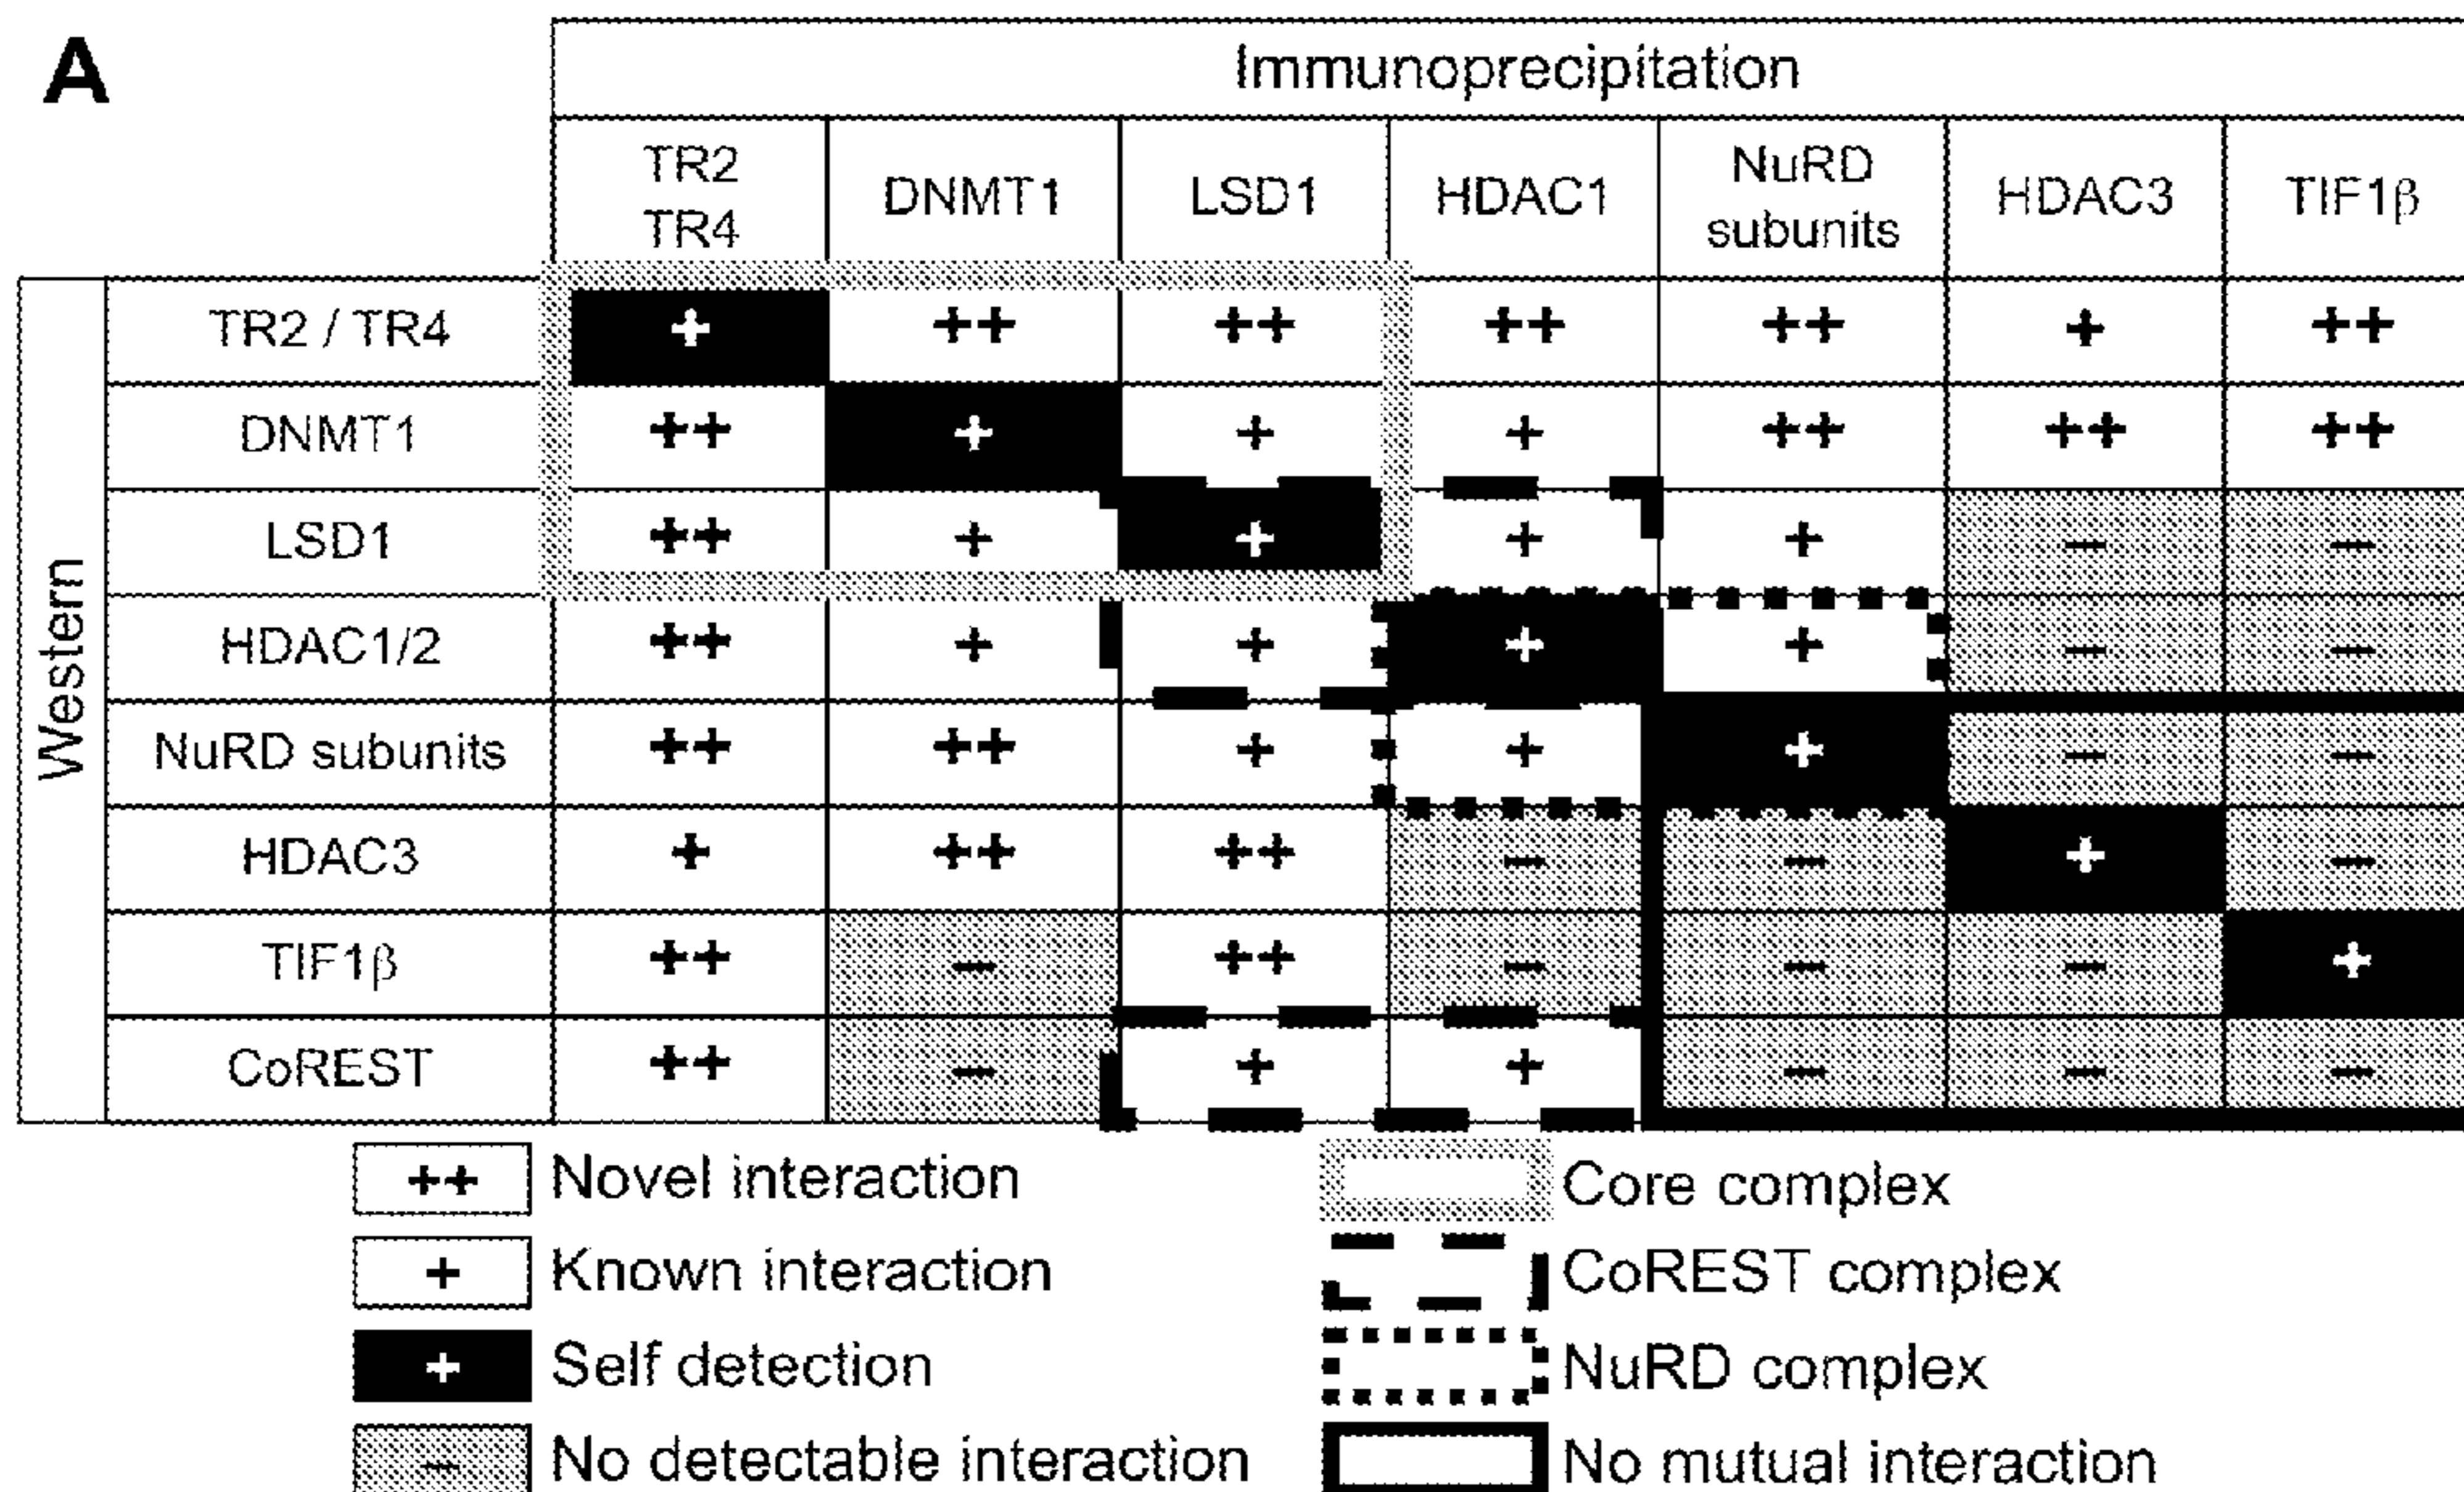 A
Immunoprecipitation
TR2 TR4 DNMT1 LSD1 HDAC1 NuRD subunits HDAC3 TIF1β
Western
TR2 / TR4 + ++ ++ ++ ++ + ++
DNMT1 ++ + + + ++ ++ ++
LSD1 ++ + + + + – –
HDAC1/2 ++ + + + + – –
NuRD subunits ++ ++ + + + – –
HDAC3 + ++ ++ – – + –
TIF1β ++ – ++ – – – +
CoREST ++ – + + – – –
++ Novel interaction
+ Known interaction
+ Self detection
– No detectable interaction
Core complex
CoREST complex
NuRD complex
No mutual interaction